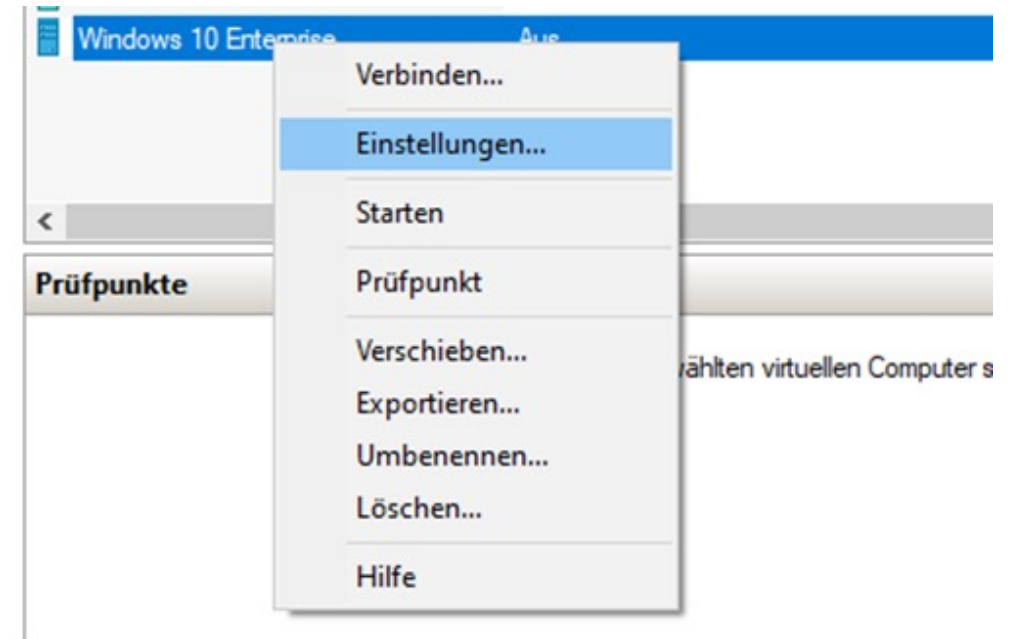 Windows 10 Enterprise Aus
Verbinden...
Einstellungen...
Starten
Prüfpunkte
Prüfpunkt
Verschieben...
wählten virtuellen Computer s
Exportieren...
Umbenennen...
Löschen...
Hilfe